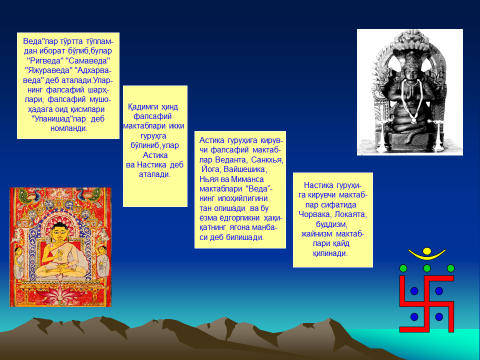 Веда"лар тўртта тўплам-
дан иборат бўлиб,булар
"Ригведа" "Самаведа"
"Яжураведа" "Адхарва-
веда" деб аталади.Улар-
нинг фалсафий шарҳ-
лари, фалсафий мушо-
ҳадага оид қисмлари
"Упанишад"лар деб
номланди.
Қадимги ҳинд
фалсафий
мактаблари икки
гуруҳга
бўлиниб,улар
Астика
ва Настика деб
аталади.
Астика гуруҳига кирув-
чи фалсафий мактаб-
лар Веданта, Санкхья,
Йога, Вайшешика,
Ньяя ва Миманса
мактаблари "Веда"-
нинг илоҳийлигини
тан олишади ва бу
ёзма ёдгорликни ҳақи-
қатнинг ягона манба-
си деб билишади.
Настика гуруҳи-
га кирувчи мактаб-
лар сифатида
Чорвака, Локаята,
буддизм,
жайнизм мактаб-
лари қайд
қилинади.